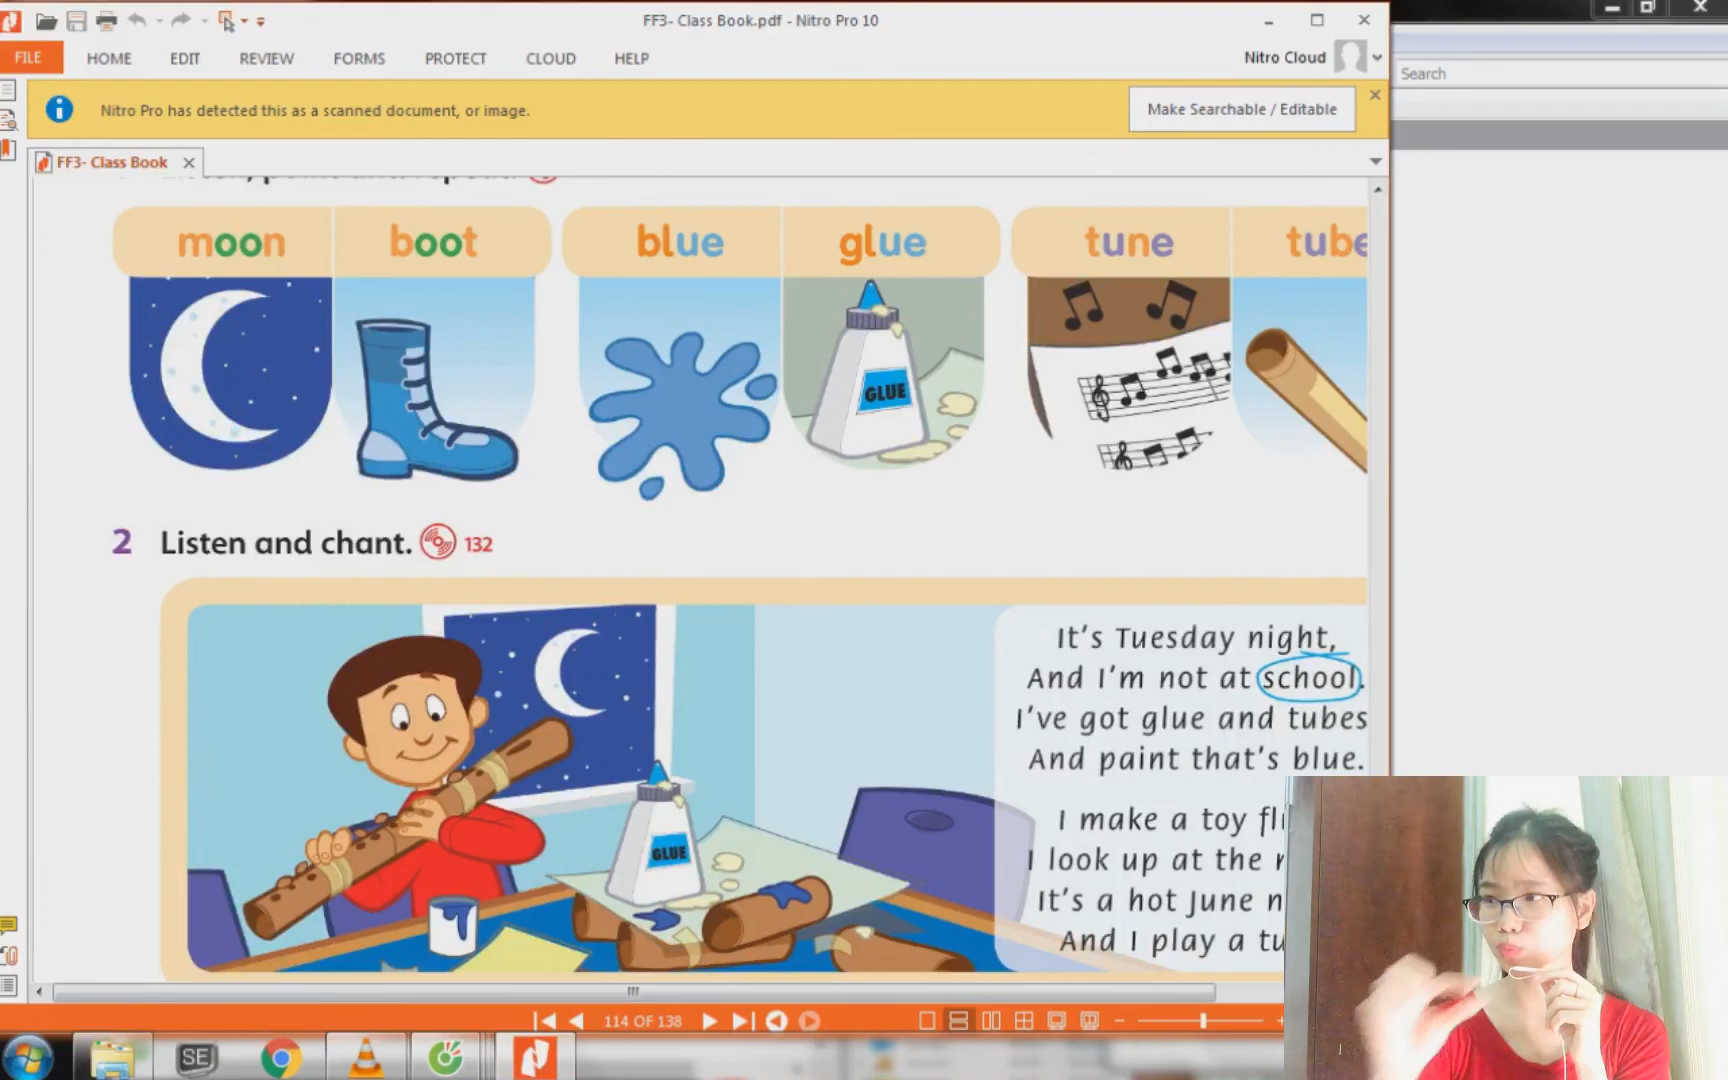 FF3- Class Book.pdf - Nitro Pro 10
FILE HOME EDIT REVIEW FORMS PROTECT CLOUD HELP
Nitro Cloud
Search
Nitro Pro has detected this as a scanned document, or image.
Make Searchable / Editable
FF3- Class Book
moon boot blue glue tune tube
GLUE
2 Listen and chant. 132
It's Tuesday night,
And I'm not at school.
I've got glue and tubes
And paint that's blue.
I make a toy
I look up at the
It's a hot June
And I play a
GLUE
114 OF 138
SE